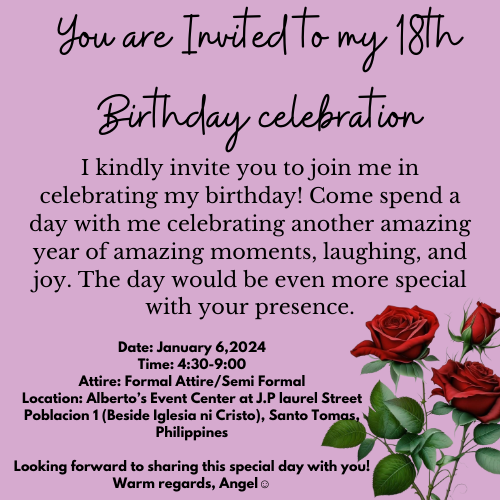 You are Invited to my 18th
Birthday celebration
I kindly invite you to join me in
celebrating my birthday! Come spend a
day with me celebrating another amazing
year of amazing moments, laughing, and
joy. The day would be even more special
with your presence.
Date: January 6,2024
Time: 4:30-9:00
Attire: Formal Attire/Semi Formal
Location: Alberto's Event Center at J.P laurel Street
Poblacion 1 (Beside Iglesia ni Cristo), Santo Tomas,
Philippines
Looking forward to sharing this special day with you!
Warm regards, Angel☺